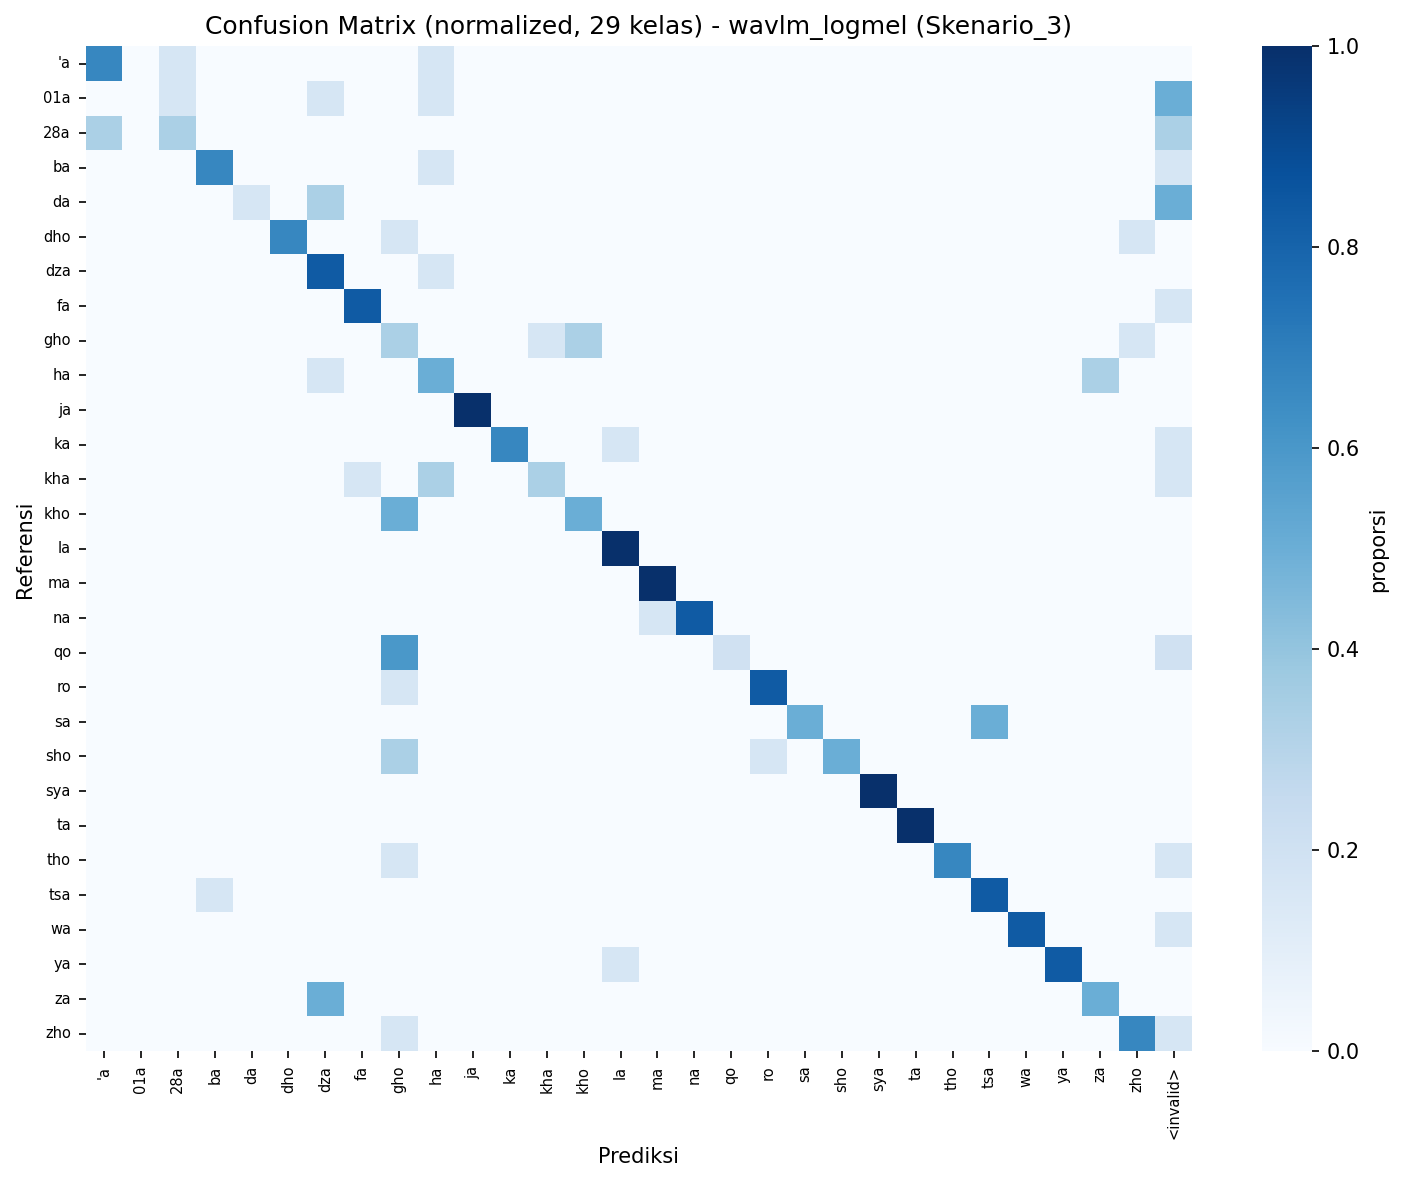 Confusion Matrix (normalized, 29 kelas) - wavlm_logmel (Skenario_3)
Referensi
'a
01a
28a
ba
da
dho
dza
fa
gho
ha
ja
ka
kha
kho
la
ma
na
qo
ro
sa
sho
sya
ta
tho
tsa
wa
ya
za
zho
'a
01a
28a
ba
da
dho
dza
fa
gho
ha
ja
ka
kha
kho
la
ma
na
qo
ro
sa
sho
sya
ta
tho
tsa
wa
ya
za
zho
<invalid>
Prediksi
1.0
0.8
0.6
0.4
0.2
0.0
proporsi